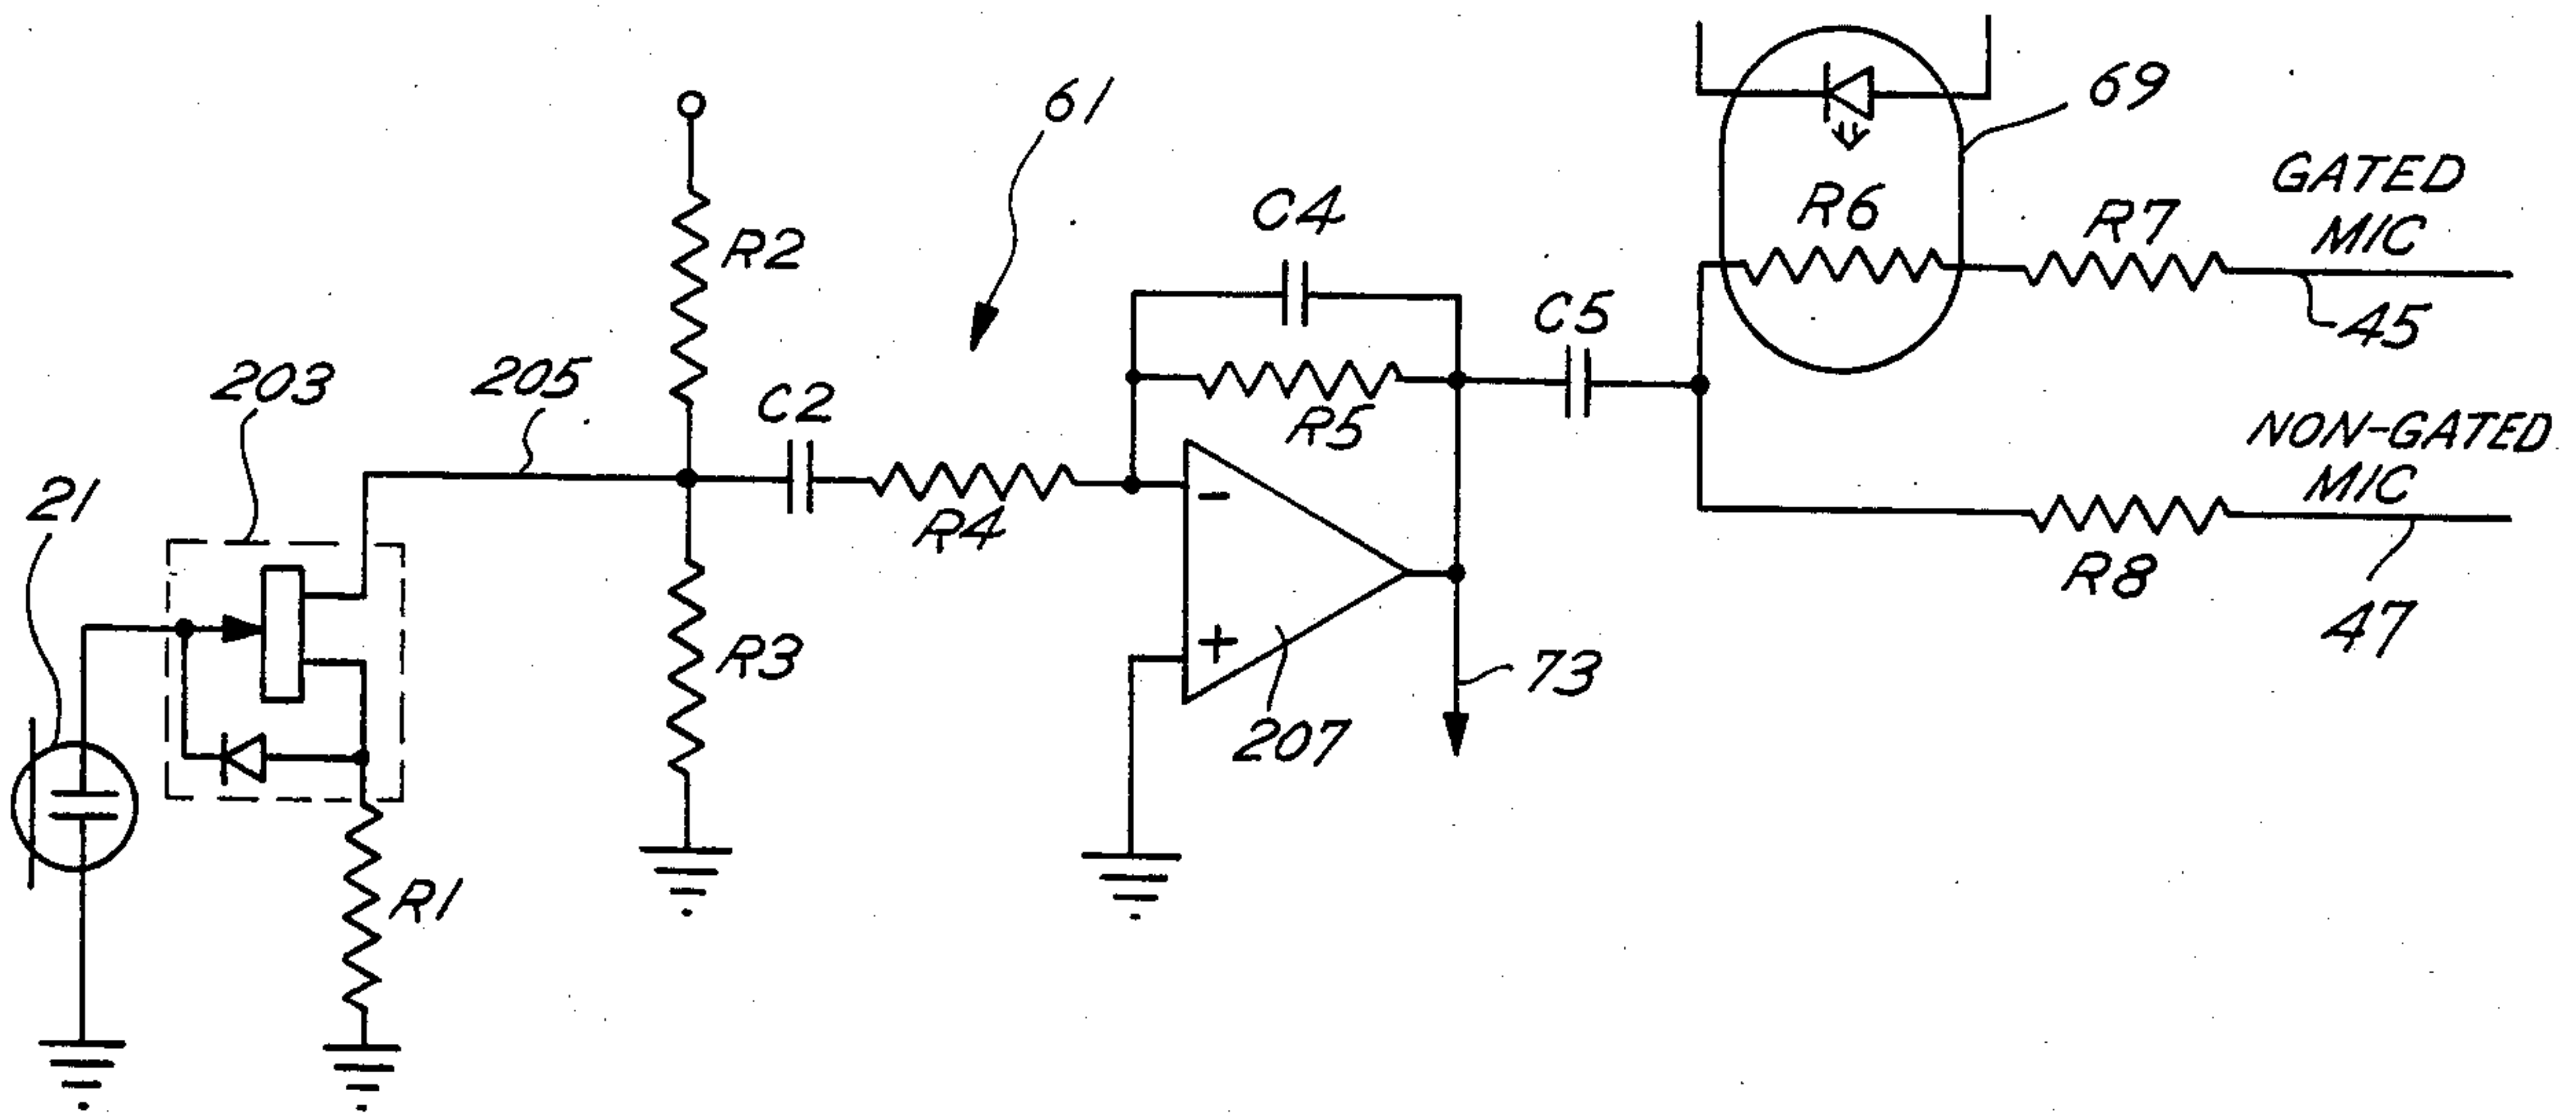 61
69
GATED
MIC
C4
R6
R7
R2
45
C5
203
205
C2
R5
NON-GATED
MIC
21
R4
-
R8
R3
+
73
47
207
R1